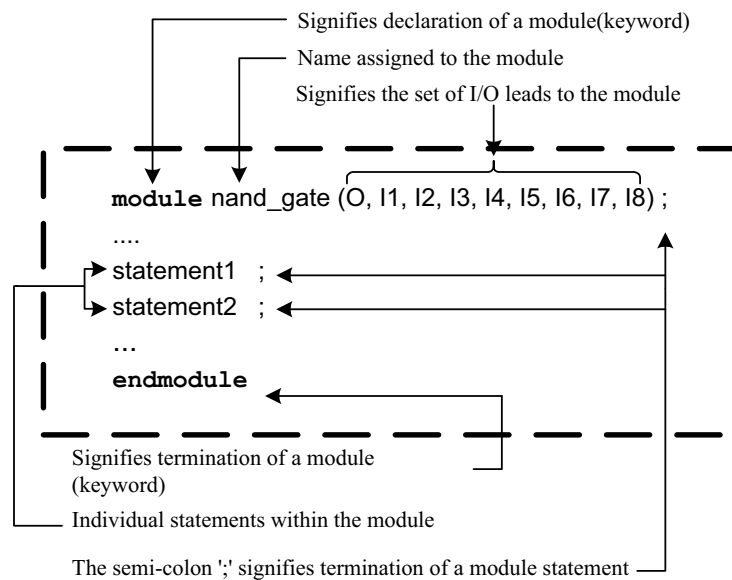 Signifies declaration of a module(keyword)
Name assigned to the module
Signifies the set of I/O leads to the module
module nand_gate (O, I1, I2, I3, I4, I5, I6, I7, I8) ;
....
statement1 ;
statement2 ;
...
endmodule
Signifies termination of a module
(keyword)
Individual statements within the module
The semi-colon ';' signifies termination of a module statement